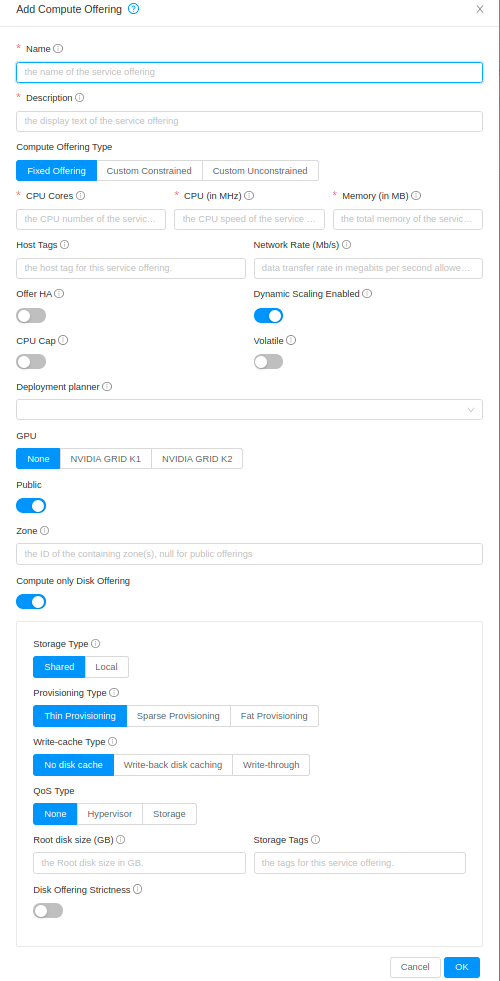 Add Compute Offering
* Name
the name of the service offering
* Description
the display text of the service offering
Compute Offering Type
Fixed Offering Custom Constrained Custom Unconstrained
* CPU Cores * CPU (in MHz) * Memory (in MB)
the CPU number of the servic... the CPU speed of the service ... the total memory of the servic...
Host Tags Network Rate (Mb/s)
the host tag for this service offering. data transfer rate in megabits per second allowe...
Offer HA Dynamic Scaling Enabled
CPU Cap Volatile
Deployment planner
GPU
None NVIDIA GRID K1 NVIDIA GRID K2
Public
Zone
the ID of the containing zone(s), null for public offerings
Compute only Disk Offering
Storage Type
Shared Local
Provisioning Type
Thin Provisioning Sparse Provisioning Fat Provisioning
Write-cache Type
No disk cache Write-back disk caching Write-through
QoS Type
None Hypervisor Storage
Root disk size (GB) Storage Tags
the Root disk size in GB. the tags for this service offering.
Disk Offering Strictness
Cancel OK